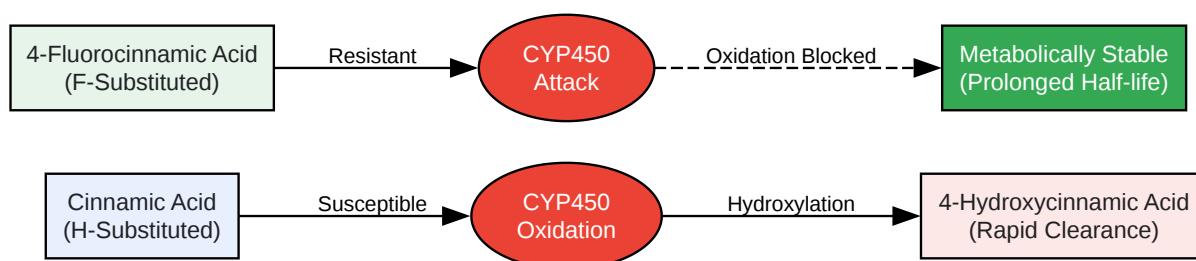 4-Fluorocinnamic Acid
(F-Substituted)
Resistant
CYP450
Attack
Oxidation Blocked
Metabolically Stable
(Prolonged Half-life)
Cinnamic Acid
(H-Substituted)
Susceptible
CYP450
Oxidation
Hydroxylation
4-Hydroxycinnamic Acid
(Rapid Clearance)